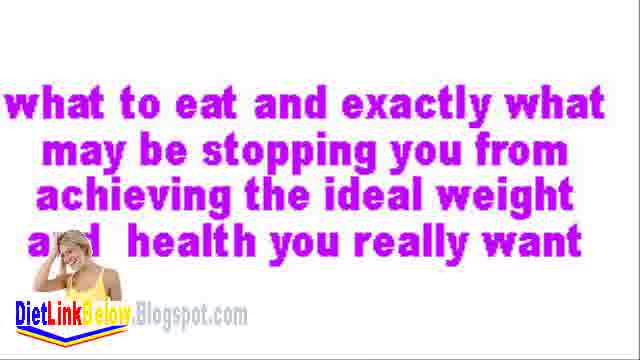 what to eat and exactly what
may be stopping you from
achieving the ideal weight
and health you really want
DietLinkBelow.Blogspot.com